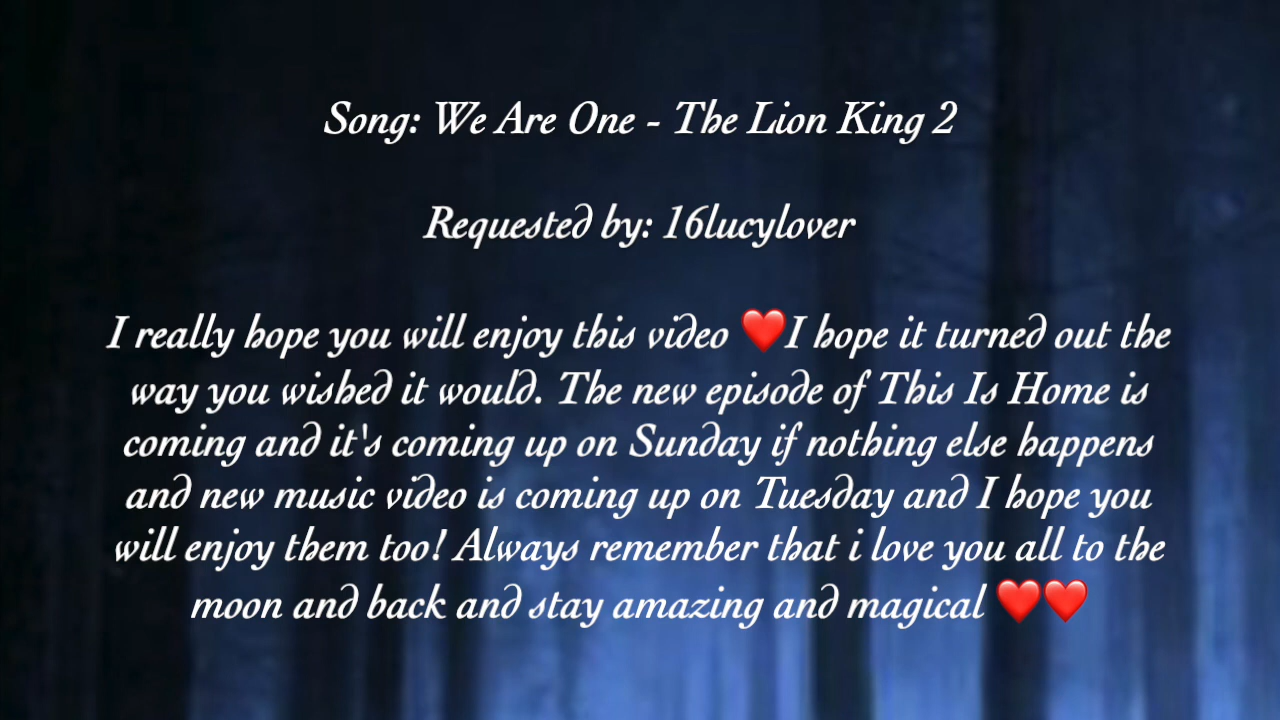 Song: We Are One - The Lion King 2
Requested by: 16lucylover
I really hope you will enjoy this video ❤️I hope it turned out the
way you wished it would. The new episode of This Is Home is
coming and it's coming up on Sunday if nothing else happens
and new music video is coming up on Tuesday and I hope you
will enjoy them too! Always remember that i love you all to the
moon and back and stay amazing and magical ❤️❤️